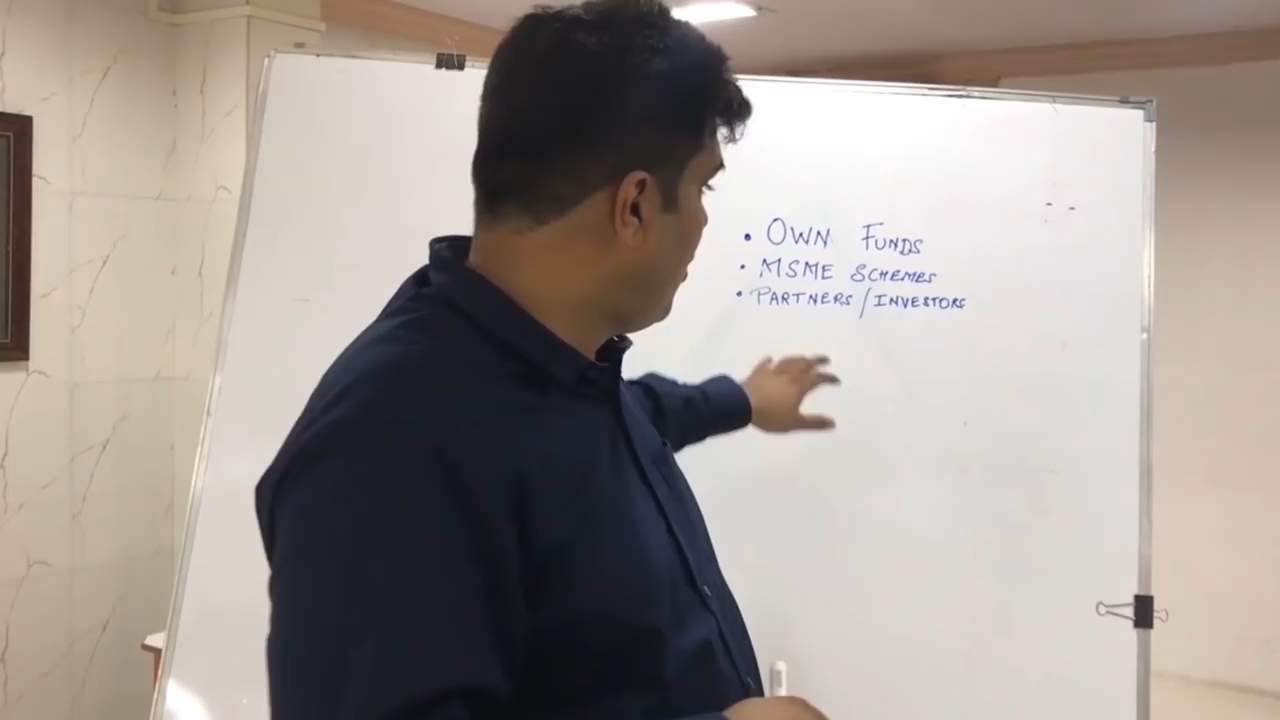 • OWN FUNDS
• MSME SCHEMES
• PARTNERS / INVESTORS